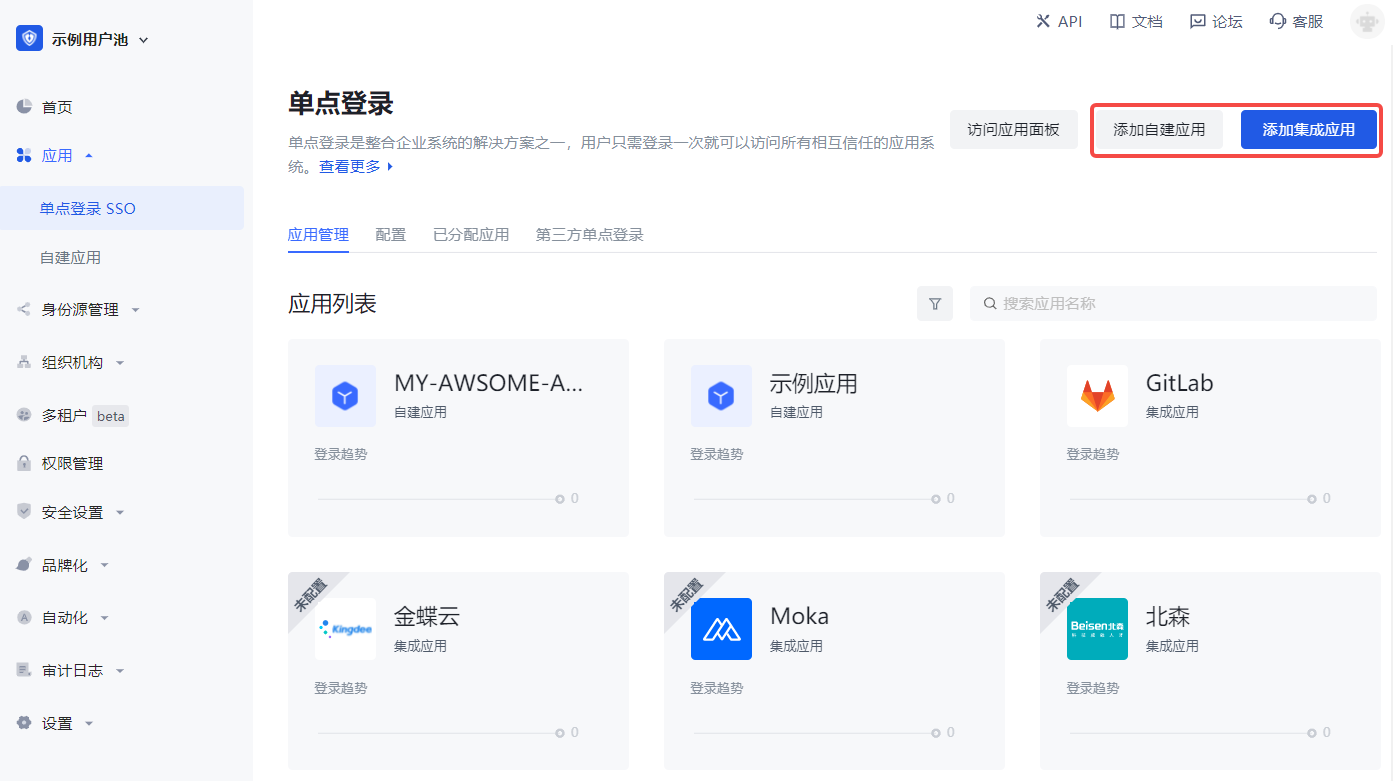 示例用户池
API
文档
论坛
客服
首页
应用
单点登录 SSO
自建应用
身份源管理
组织机构
多租户 beta
权限管理
安全设置
品牌化
自动化
审计日志
设置
单点登录
单点登录是整合企业系统的解决方案之一，用户只需登录一次就可以访问所有相互信任的应用系
统。查看更多
访问应用面板
添加自建应用
添加集成应用
应用管理
配置
已分配应用
第三方单点登录
应用列表
搜索应用名称
MY-AWSOME-A...
自建应用
登录趋势
0
示例应用
自建应用
登录趋势
0
GitLab
集成应用
登录趋势
0
未配置
Kingdee
金蝶云
集成应用
登录趋势
0
未配置
Moka
集成应用
登录趋势
0
未配置
Beisen北森
北森
集成应用
登录趋势
0